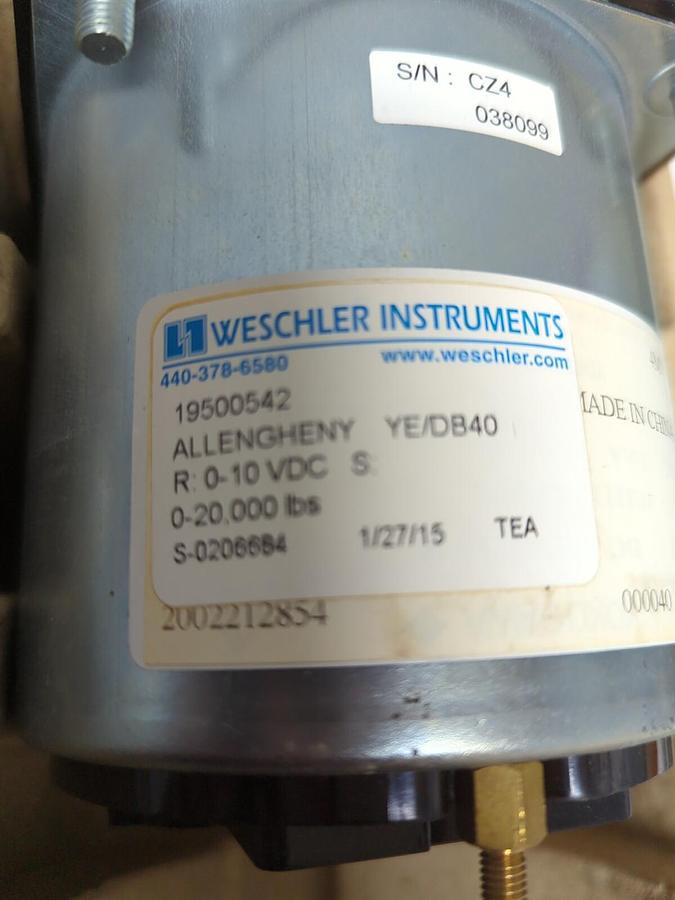 S/N : CZ4
038099
WESCHLER INSTRUMENTS
440-378-6580 www.weschler.com
19500542
ALLENGHENY YE/DB40
R: 0-10 VDC S:
0-20,000 lbs
S-0206684 1/27/15 TEA
MADE IN CHINA
2002212854 000040